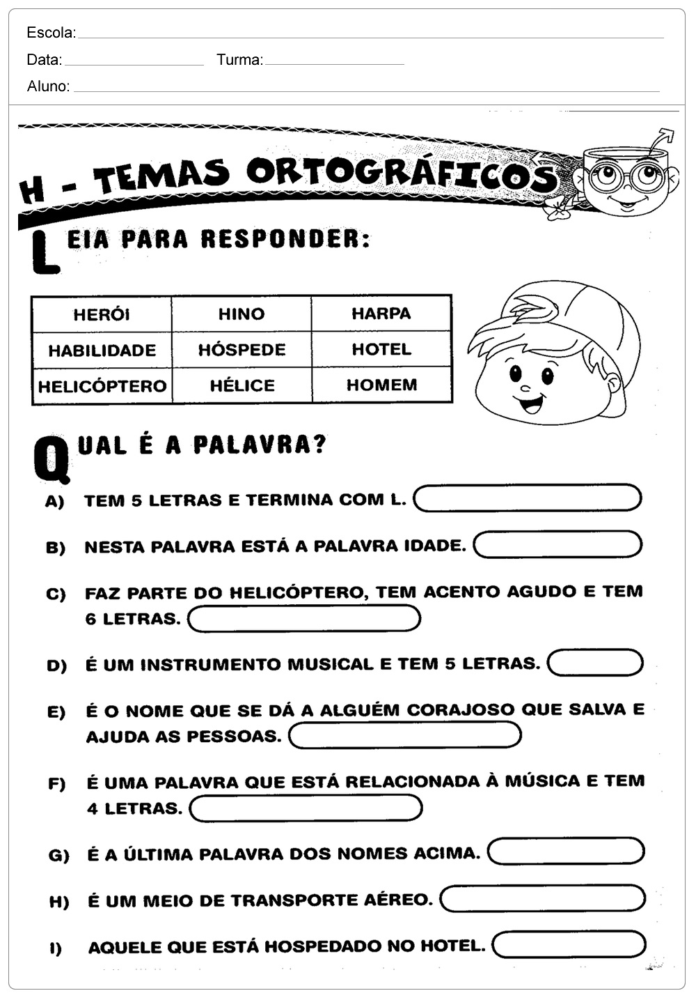 Escola:
Data: Turma:
Aluno:
H - TEMAS ORTOGRÁFICOS
LEIA PARA RESPONDER:
HERÓI HINO HARPA
HABILIDADE HÓSPEDE HOTEL
HELICÓPTERO HÉLICE HOMEM
QUAL É A PALAVRA?
A) TEM 5 LETRAS E TERMINA COM L.
B) NESTA PALAVRA ESTÁ A PALAVRA IDADE.
C) FAZ PARTE DO HELICÓPTERO, TEM ACENTO AGUDO E TEM
6 LETRAS.
D) É UM INSTRUMENTO MUSICAL E TEM 5 LETRAS.
E) É O NOME QUE SE DÁ A ALGUÉM CORAJOSO QUE SALVA E
AJUDA AS PESSOAS.
F) É UMA PALAVRA QUE ESTÁ RELACIONADA À MÚSICA E TEM
4 LETRAS.
G) É A ÚLTIMA PALAVRA DOS NOMES ACIMA.
H) É UM MEIO DE TRANSPORTE AÉREO.
I) AQUELE QUE ESTÁ HOSPEDADO NO HOTEL.